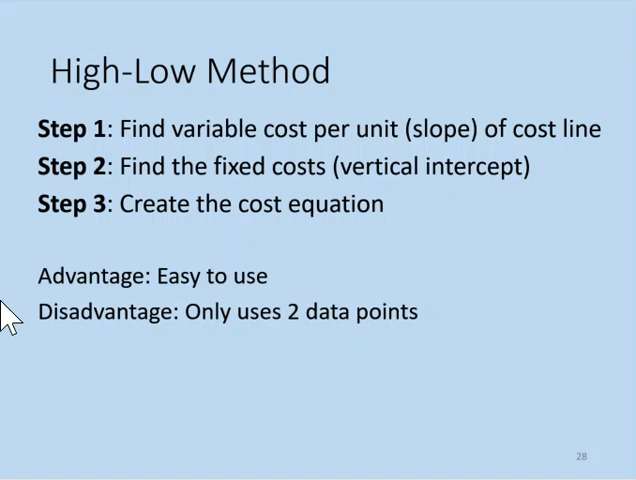 High-Low Method
Step 1: Find variable cost per unit (slope) of cost line
Step 2: Find the fixed costs (vertical intercept)
Step 3: Create the cost equation
Advantage: Easy to use
Disadvantage: Only uses 2 data points
28